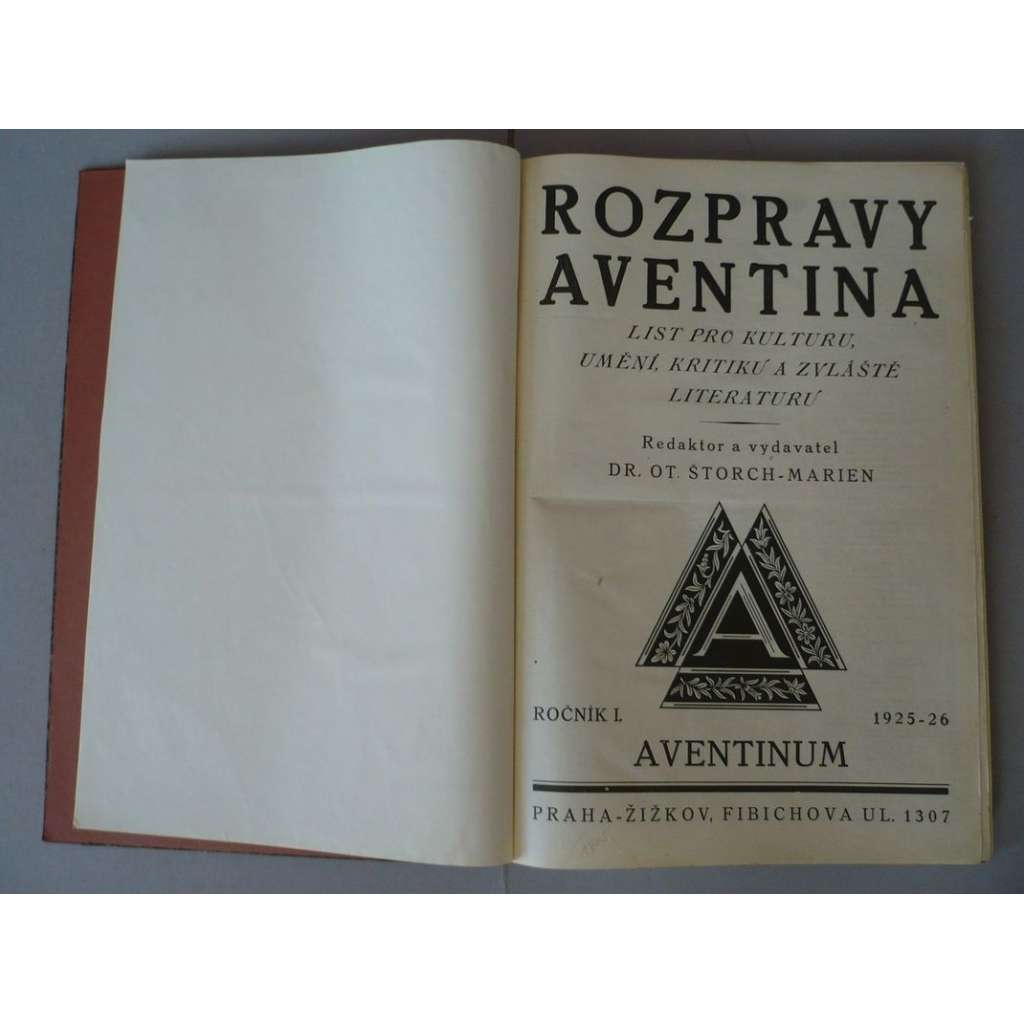 ROZPRAVY
AVENTINA
LIST PRO KULTURU,
UMĚNÍ, KRITIKU A ZVLÁŠTĚ
LITERATURU
Redaktor a vydavatel
DR. OT. ŠTORCH-MARIEN
A
ROČNÍK I. 1925-26
AVENTINUM
PRAHA-ŽIŽKOV, FIBICHOVA UL. 1307